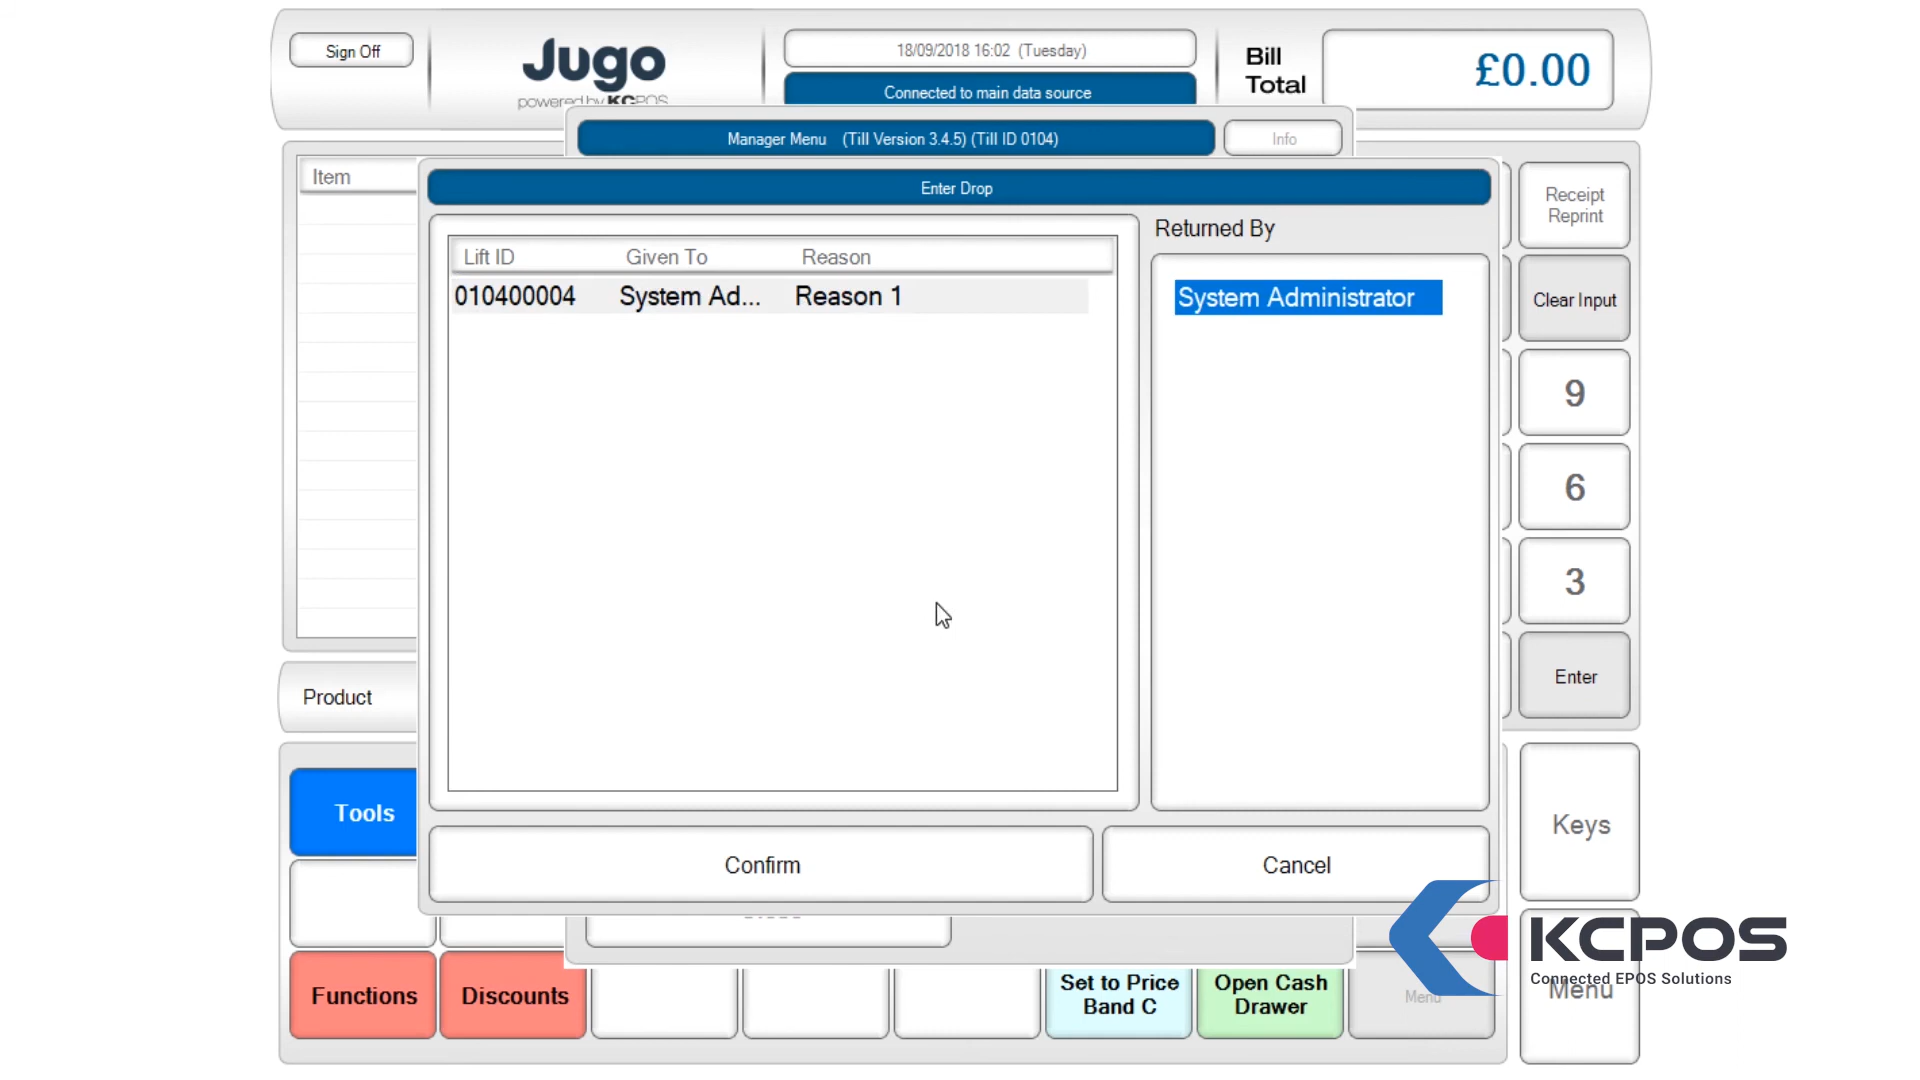 Sign Off
Jugo
powered by KCPOS
18/09/2018 16:02 (Tuesday)
Connected to main data source
Bill
Total
£0.00
Manager Menu (Till Version 3.4.5) (Till ID 0104)
Info
Enter Drop
Item
Lift ID Given To Reason
010400004 System Ad... Reason 1
Returned By
System Administrator
Receipt
Reprint
Clear Input
9
6
3
Enter
Product
Tools
Confirm
Cancel
Keys
Functions
Discounts
Set to Price
Band C
Open Cash
Drawer
Menu
Menu
KCPOS
Connected EPOS Solutions